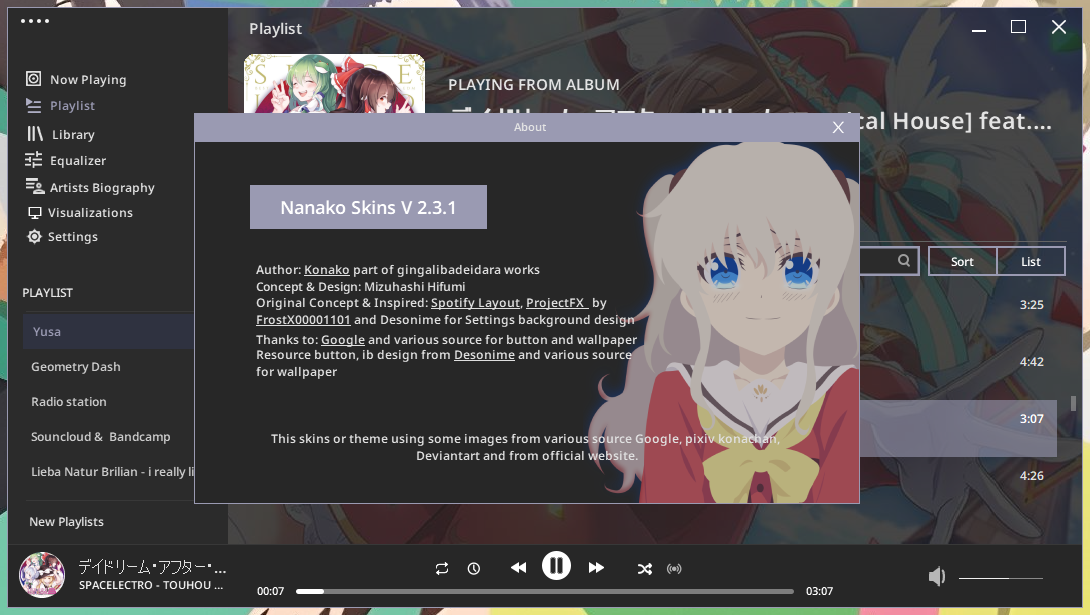 Playlist
Now Playing
Playlist
Library
Equalizer
Artists Biography
Visualizations
Settings
PLAYLIST
Yusa
Geometry Dash
Radio station
Souncloud & Bandcamp
Lieba Natur Brilian - i really li
New Playlists
PLAYING FROM ALBUM
tal House] feat....
About
Nanako Skins V 2.3.1
Author: Konako part of gingalibadeidara works
Concept & Design: Mizuhashi Hifumi
Original Concept & Inspired: Spotify Layout, ProjectFX by
FrostX00001101 and Desonime for Settings background design
Thanks to: Google and various source for button and wallpaper
Resource button, ib design from Desonime and various source
for wallpaper
This skins or theme using some images from various source Google, pixiv konachan,
Deviantart and from official website.
Sort
List
3:25
4:42
3:07
4:26
デイドリーム・アフター・...
SPACELECTRO - TOUHOU ...
00:07
03:07